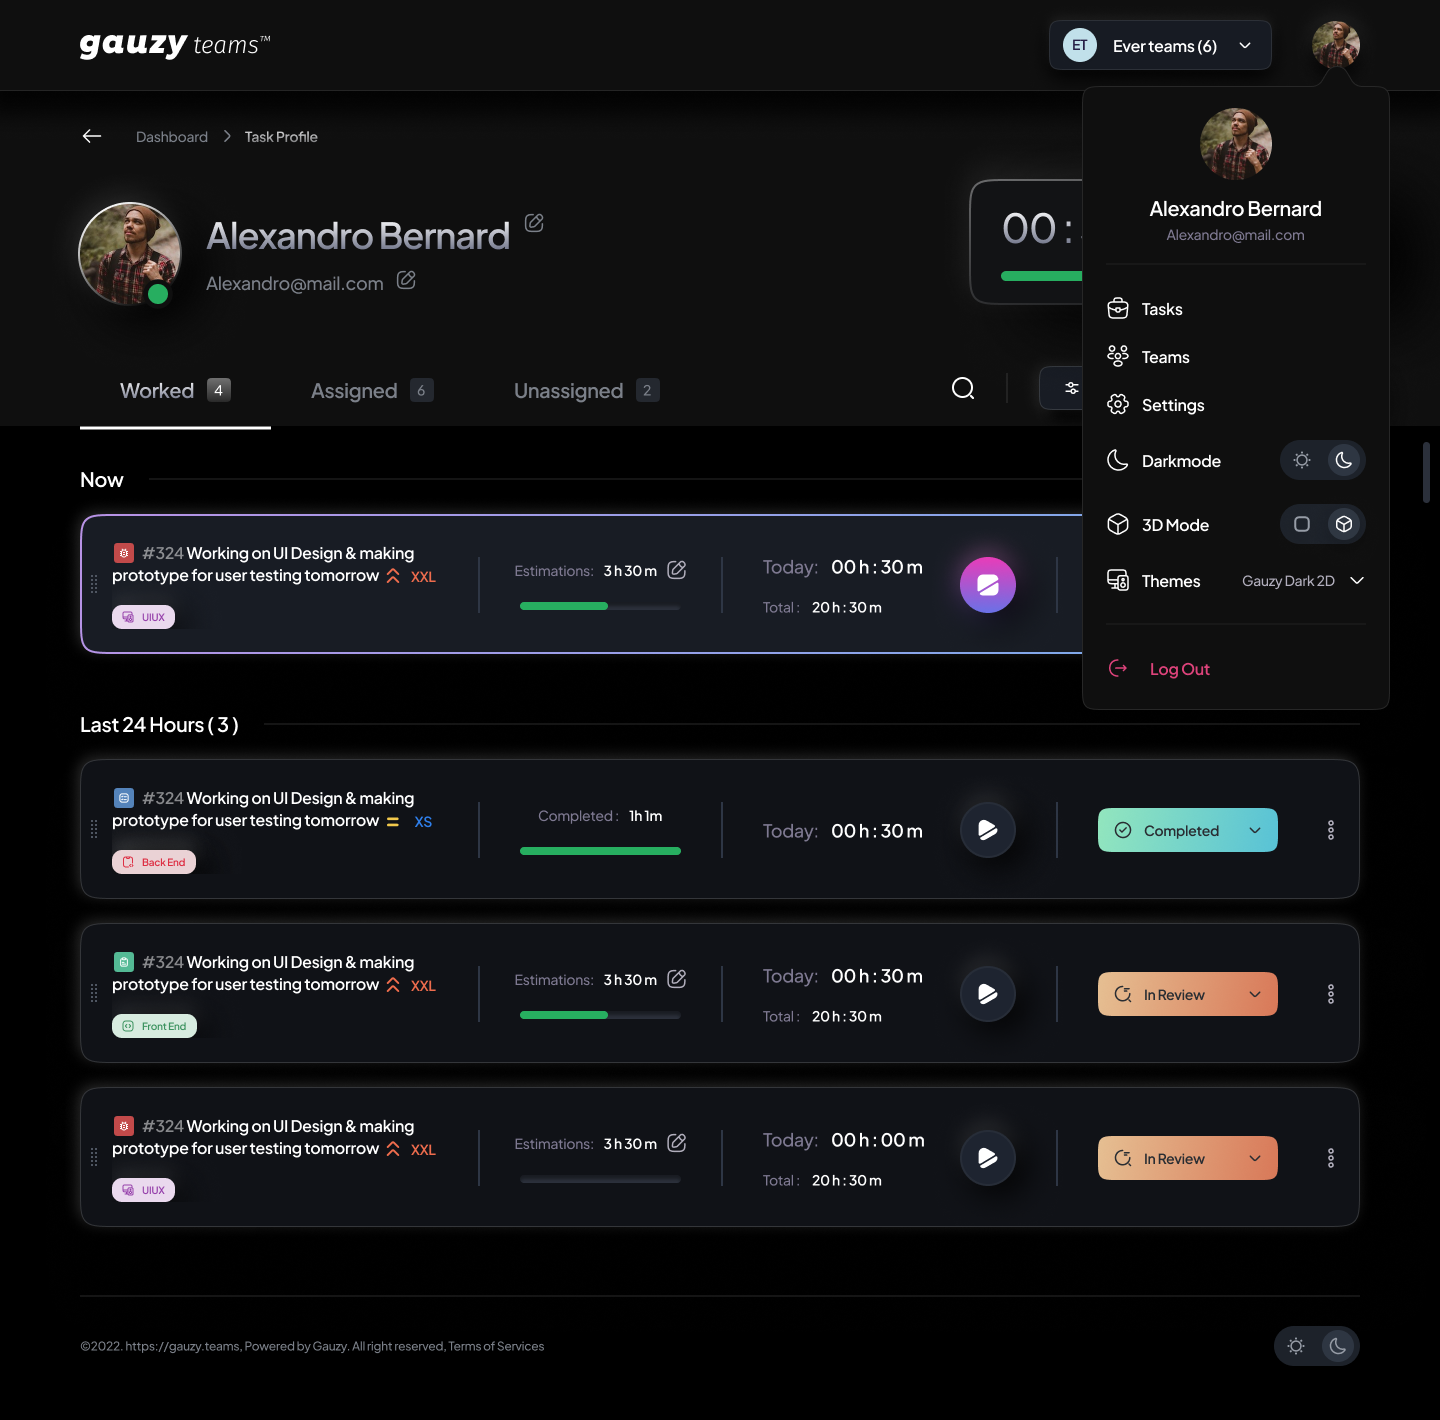 gauzy teams™
ET Ever teams (6)
Dashboard > Task Profile
Alexandro Bernard
Alexandro@mail.com
00 :
Worked 4
Assigned 6
Unassigned 2
Alexandro Bernard
Alexandro@mail.com
Tasks
Teams
Settings
Darkmode
3D Mode
Themes Gauzy Dark 2D
Log Out
Now
#324 Working on UI Design & making
prototype for user testing tomorrow XXL
UIUX
Estimations: 3 h 30 m
Today: 00 h : 30 m
Total : 20 h : 30 m
Last 24 Hours ( 3 )
#324 Working on UI Design & making
prototype for user testing tomorrow XS
Back End
Completed : 1h 1m
Today: 00 h : 30 m
Completed
#324 Working on UI Design & making
prototype for user testing tomorrow XXL
Front End
Estimations: 3 h 30 m
Today: 00 h : 30 m
Total : 20 h : 30 m
In Review
#324 Working on UI Design & making
prototype for user testing tomorrow XXL
UIUX
Estimations: 3 h 30 m
Today: 00 h : 00 m
Total : 20 h : 30 m
In Review
©2022. https://gauzy.teams, Powered by Gauzy. All right reserved, Terms of Services